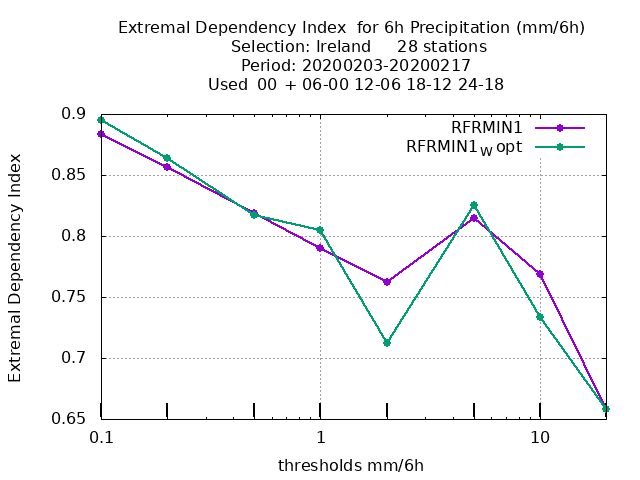 Extremal Dependency Index  for 6h Precipitation (mm/6h)
Selection: Ireland     28 stations
Period: 20200203-20200217
Used  00 + 06-00 12-06 18-12 24-18
RFRMIN1
RFRMIN1W opt
0.9
0.85
0.8
0.75
0.7
0.65
Extremal Dependency Index
0.1 1 10
thresholds mm/6h